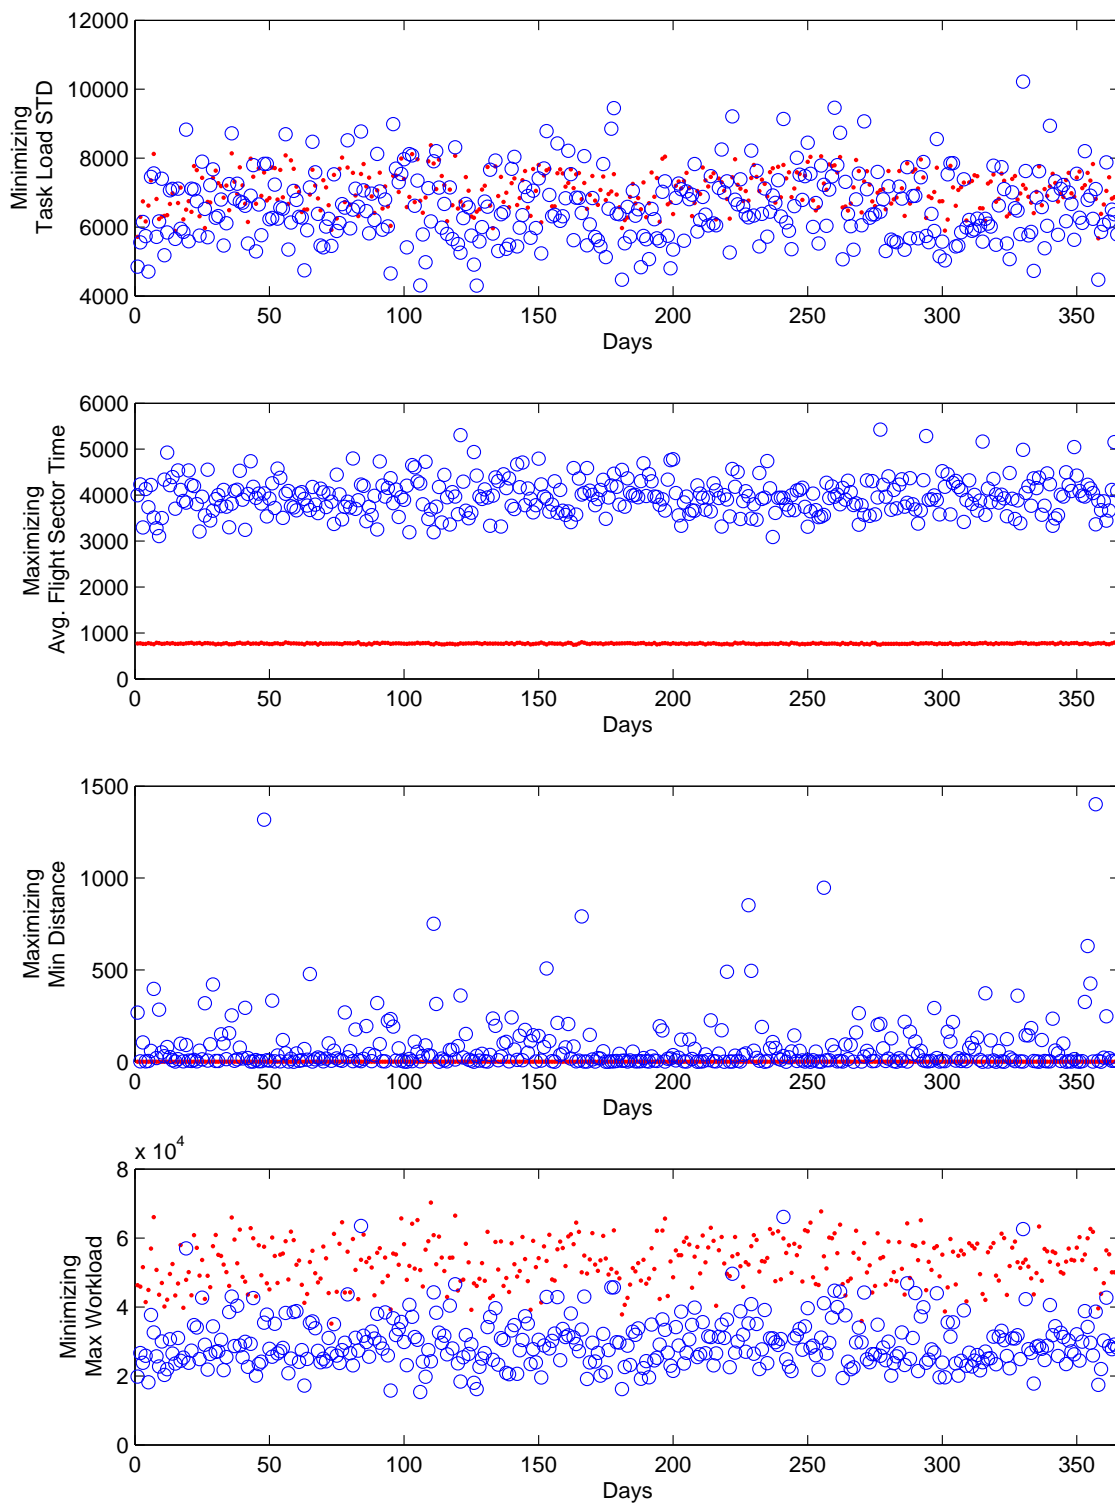 12000
10000
8000
6000
4000
Minimizing
Task Load STD
0 50 100 150 200 250 300 350
Days
6000
5000
4000
3000
2000
1000
0
Maximizing
Avg. Flight Sector Time
0 50 100 150 200 250 300 350
Days
1500
1000
500
0
Maximizing
Min Distance
0 50 100 150 200 250 300 350
Days
x 10^4
8
6
4
2
0
Minimizing
Max Workload
0 50 100 150 200 250 300 350
Days